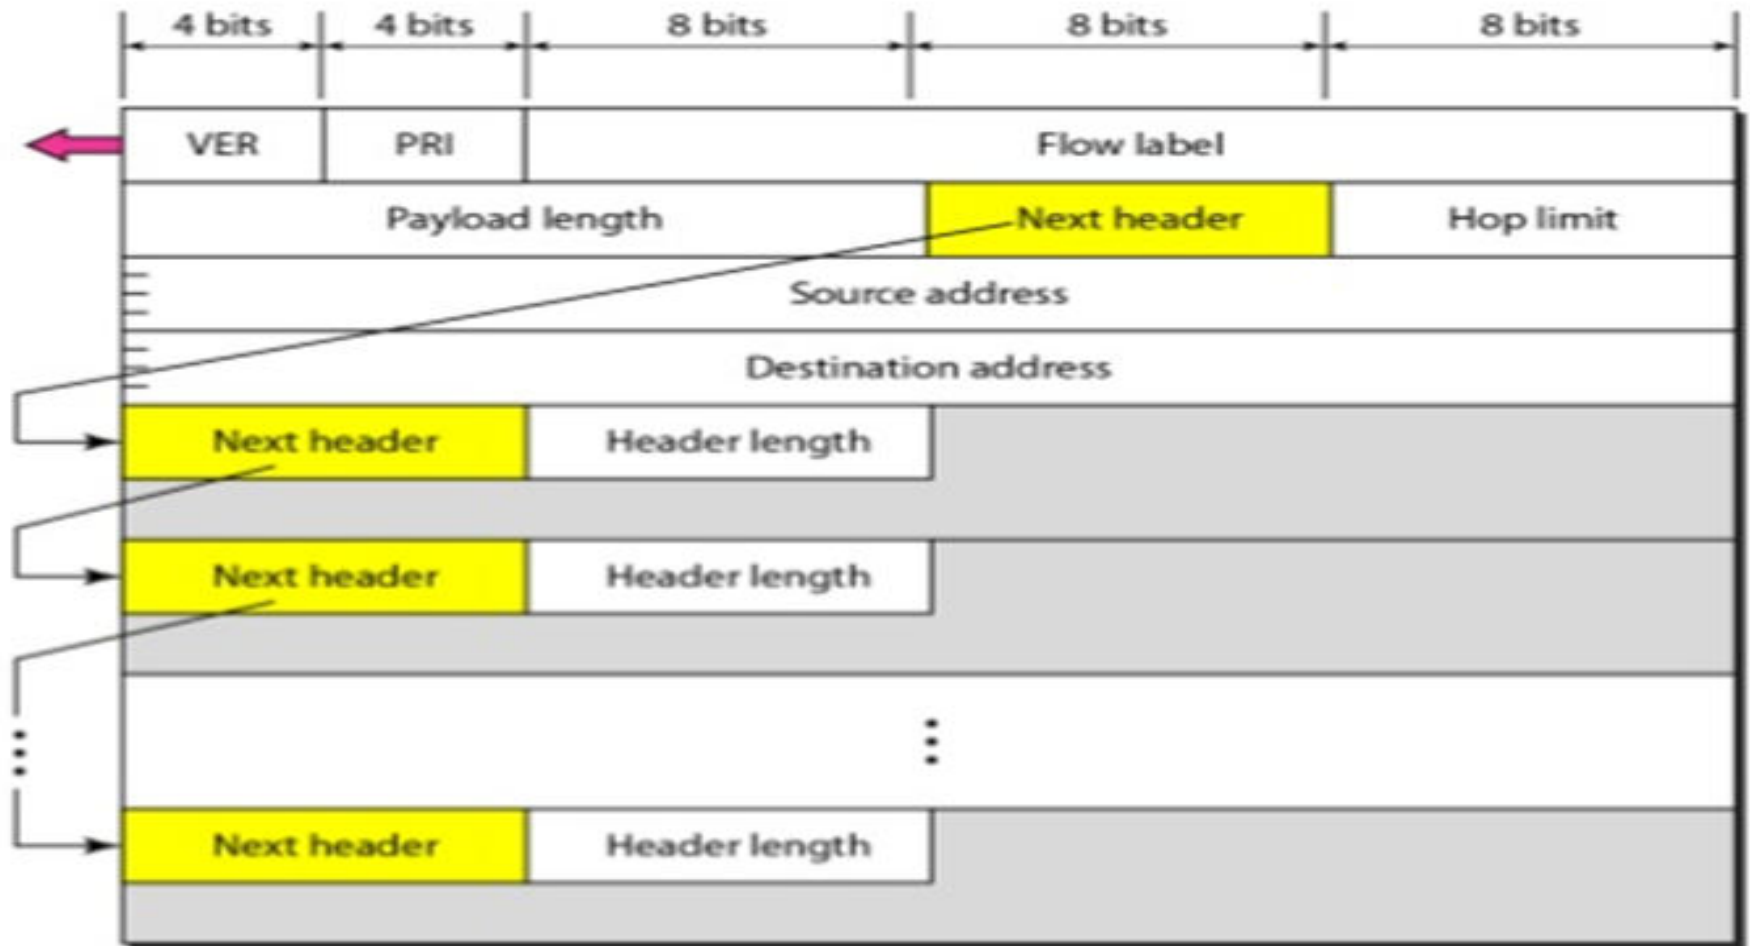 4 bits 4 bits 8 bits 8 bits 8 bits
VER PRI Flow label
Payload length Next header Hop limit
Source address
Destination address
Next header Header length
Next header Header length
Next header Header length